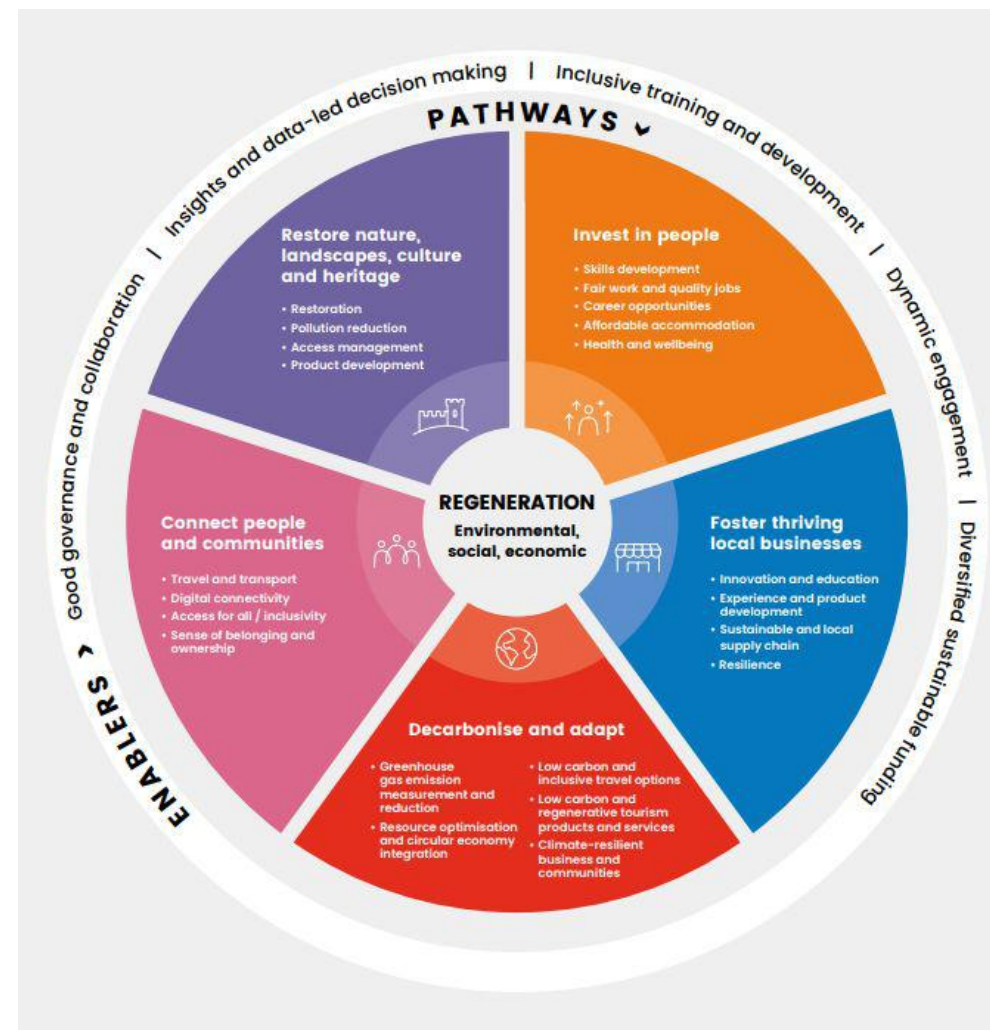 ENABLERS >
Good governance and collaboration | Insights and data-led decision making | Inclusive training and development | Dynamic engagement | Diversified sustainable funding
PATHWAYS >
Restore nature,
landscapes, culture
and heritage
• Restoration
• Pollution reduction
• Access management
• Product development
Invest in people
• Skills development
• Fair work and quality jobs
• Career opportunities
• Affordable accommodation
• Health and wellbeing
Connect people
and communities
• Travel and transport
• Digital connectivity
• Access for all / inclusivity
• Sense of belonging and
ownership
REGENERATION
Environmental,
social, economic
Foster thriving
local businesses
• Innovation and education
• Experience and product
development
• Sustainable and local
supply chain
• Resilience
Decarbonise and adapt
• Greenhouse
gas emission
measurement and
reduction
• Resource optimisation
and circular economy
integration
• Low carbon and
inclusive travel options
• Low carbon and
regenerative tourism
products and services
• Climate-resilient
business and
communities